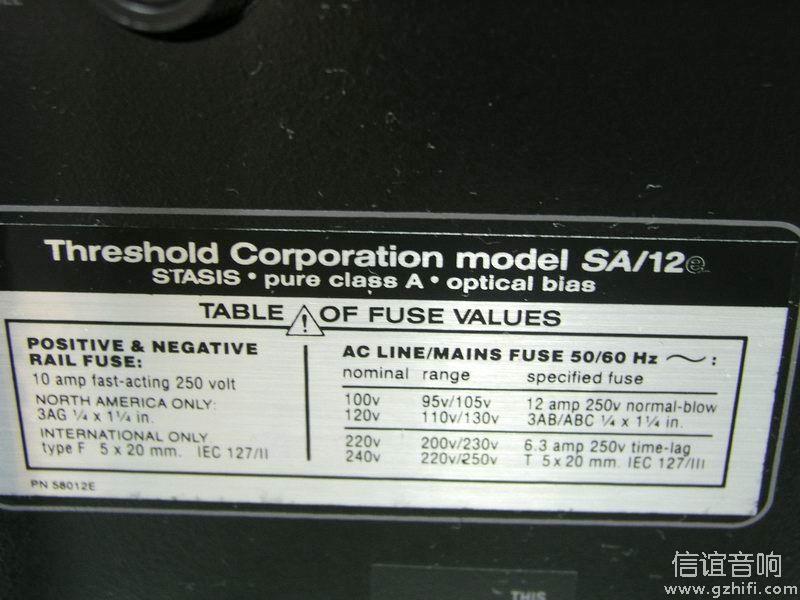 Threshold Corporation model SA/12e
STASIS • pure class A • optical bias
TABLE ! OF FUSE VALUES
POSITIVE & NEGATIVE
RAIL FUSE:
10 amp fast-acting 250 volt
NORTH AMERICA ONLY:
3AG ¼ x 1¼ in.
INTERNATIONAL ONLY
type F 5 x 20 mm. IEC 127/II
AC LINE/MAINS FUSE 50/60 Hz ~ :
nominal range specified fuse
100v 95v/105v 12 amp 250v normal-blow
120v 110v/130v 3AB/ABC ¼ x 1¼ in.
220v 200v/230v 6.3 amp 250v time-lag
240v 220v/250v T 5 x 20 mm. IEC 127/III
PN 58012E
THIS
信谊音响
www.gzhifi.com